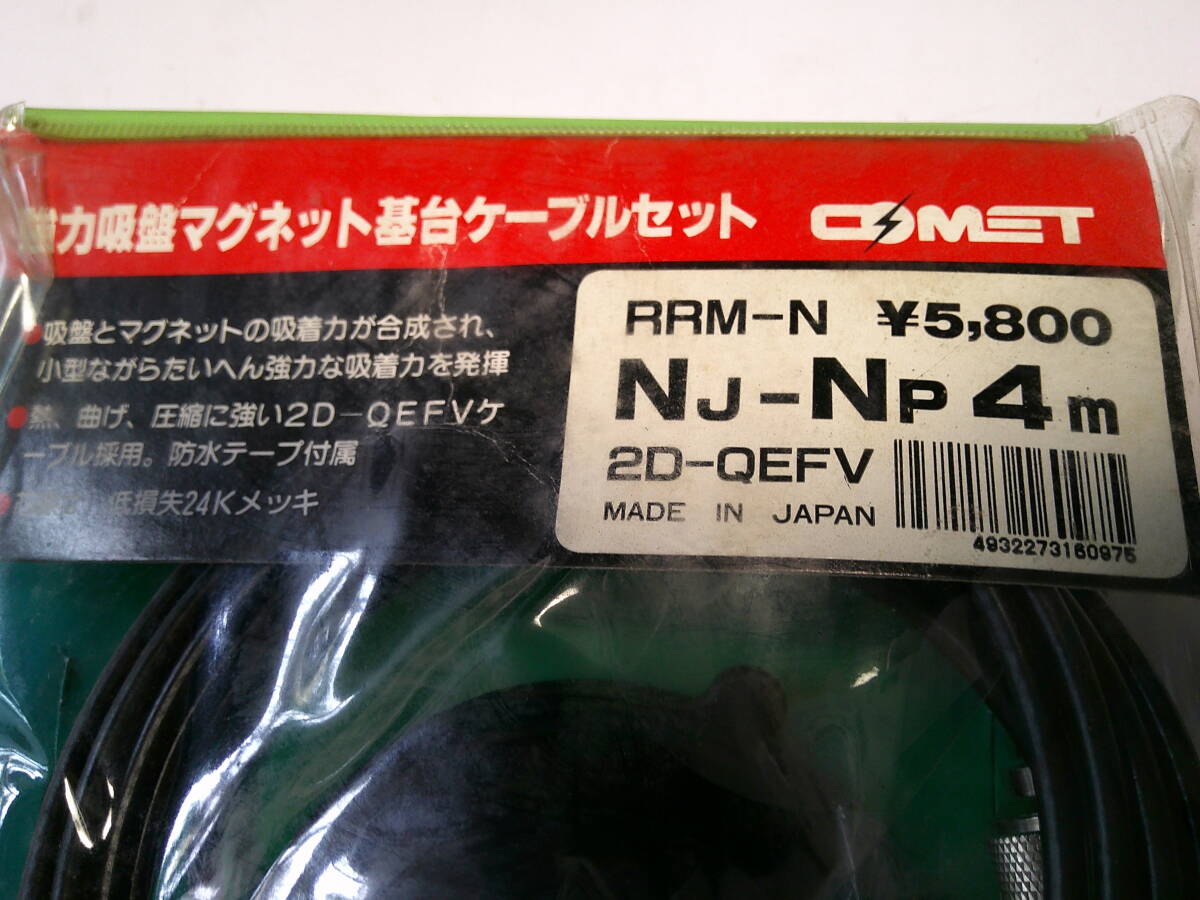 強力吸盤マグネット基台ケーブルセット
COMET
●吸盤とマグネットの吸着力が合成され、
小型ながらたいへん強力な吸着力を発揮
●熱、曲げ、圧縮に強い2D-QEFVケ
ーブル採用。防水テープ付属
低損失24Kメッキ
RRM-N ¥5,800
NJ-NP 4m
2D-QEFV
MADE IN JAPAN
4932273160975